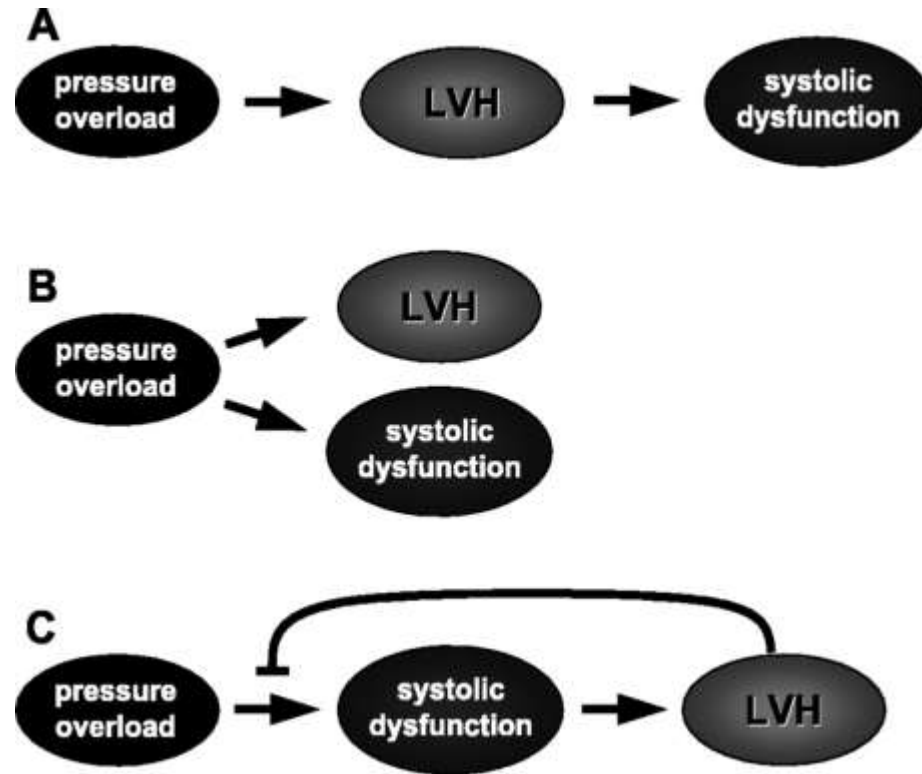 A
pressure
overload
LVH
systolic
dysfunction
B
pressure
overload
LVH
systolic
dysfunction
C
pressure
overload
systolic
dysfunction
LVH